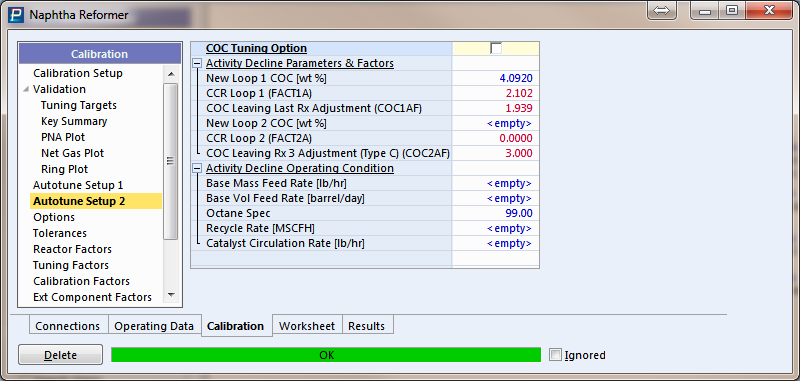 Naphtha Reformer
Calibration
Calibration Setup
Validation
Tuning Targets
Key Summary
PNA Plot
Net Gas Plot
Ring Plot
Autotune Setup 1
Autotune Setup 2
Options
Tolerances
Reactor Factors
Tuning Factors
Calibration Factors
Ext Component Factors
COC Tuning Option
Activity Decline Parameters & Factors
New Loop 1 COC [wt %] 4.0920
CCR Loop 1 (FACT1A) 2.102
COC Leaving Last Rx Adjustment (COC1AF) 1.939
New Loop 2 COC [wt %] <empty>
CCR Loop 2 (FACT2A) 0.0000
COC Leaving Rx 3 Adjustment (Type C) (COC2AF) 3.000
Activity Decline Operating Condition
Base Mass Feed Rate [lb/hr] <empty>
Base Vol Feed Rate [barrel/day] <empty>
Octane Spec 99.00
Recycle Rate [MSCFH] <empty>
Catalyst Circulation Rate [lb/hr] <empty>
Connections Operating Data Calibration Worksheet Results
Delete OK Ignored